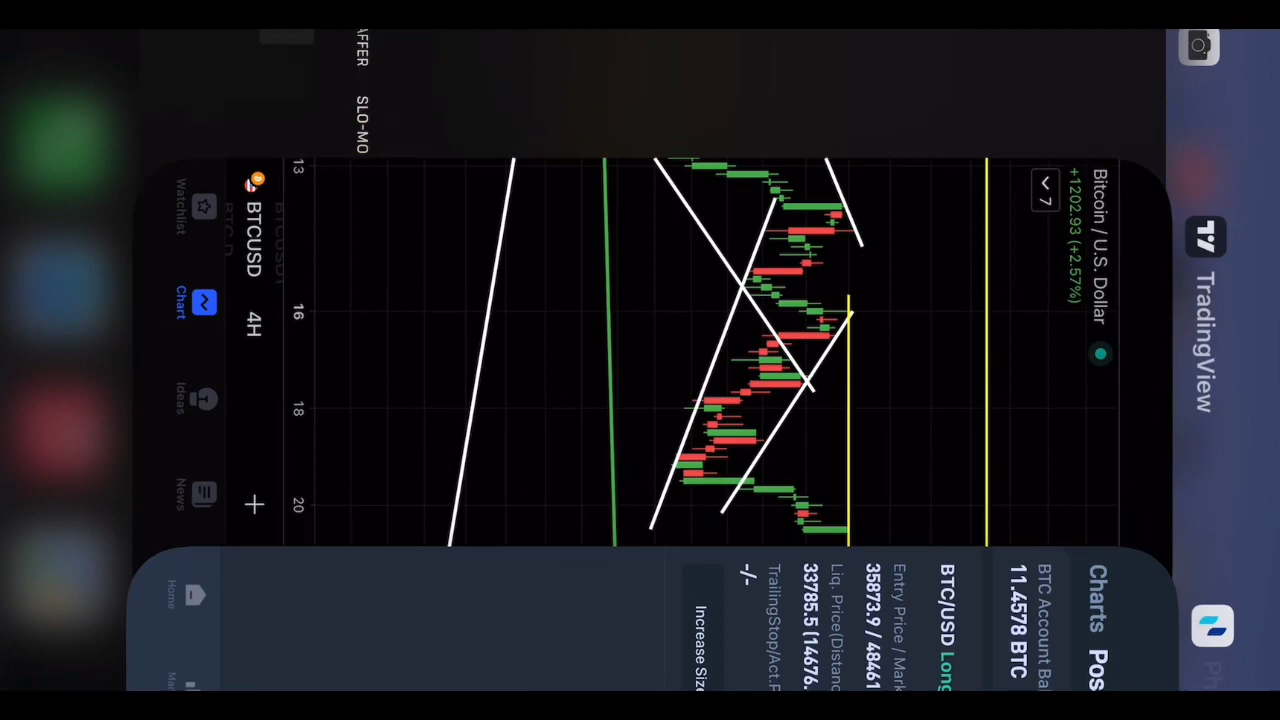 TradingView
Bitcoin / U.S. Dollar
+1202.93 (+2.57%)
7
13
16
18
20
BTCUSD
4H
Watchlist
Chart
Ideas
News
SLO-MO
Charts
Pos
BTC Account Bal
11.4578 BTC
BTC/USD Long
Entry Price / Mark
35873.9 / 48461
Liq. Price(Distanc
33785.5 (14676.
TrailingStop/Act.P
-/-
Increase Size
Home